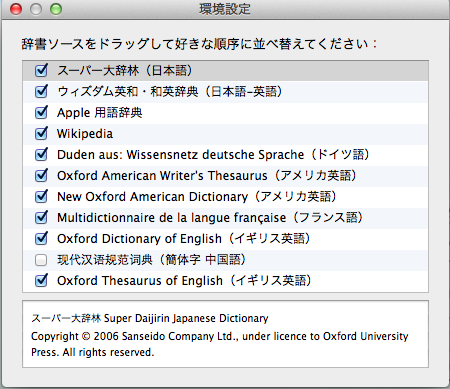 環境設定
辞書ソースをドラッグして好きな順序に並べ替えてください：
スーパー大辞林（日本語）
ウィズダム英和・和英辞典（日本語-英語）
Apple 用語辞典
Wikipedia
Duden aus: Wissensnetz deutsche Sprache（ドイツ語）
Oxford American Writer's Thesaurus（アメリカ英語）
New Oxford American Dictionary（アメリカ英語）
Multidictionnaire de la langue française（フランス語）
Oxford Dictionary of English（イギリス英語）
现代汉语规范词典（簡体字 中国語）
Oxford Thesaurus of English（イギリス英語）
スーパー大辞林 Super Daijirin Japanese Dictionary
Copyright © 2006 Sanseido Company Ltd., under licence to Oxford University
Press. All rights reserved.